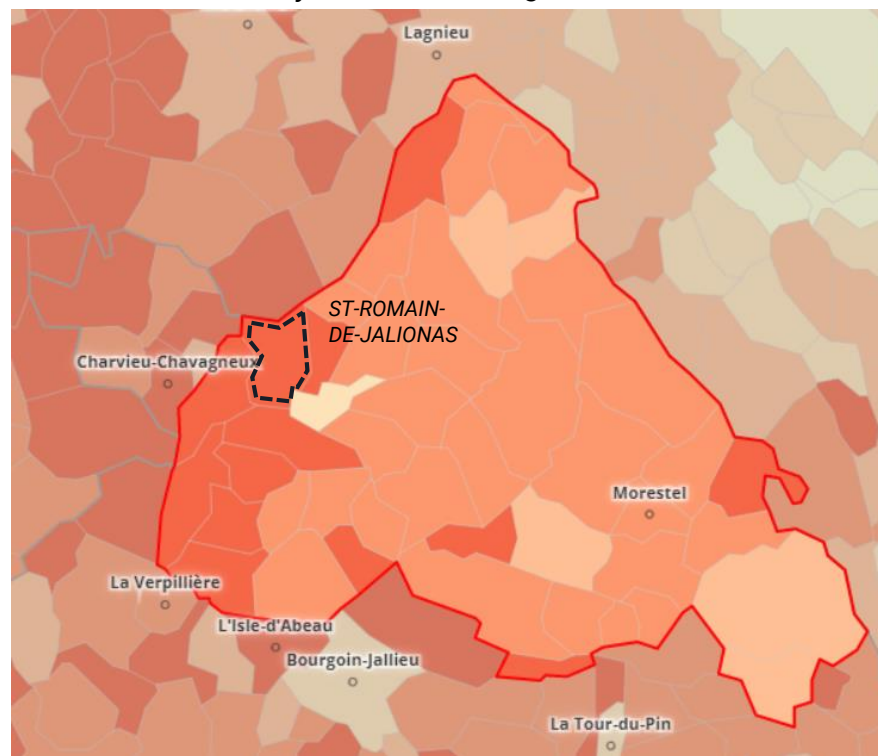 Lagnieu
ST-ROMAIN-
DE-JALIONAS
Charvieu-Chavagneux
Morestel
La Verpillière
L'Isle-d'Abeau
Bourgoin-Jallieu
La Tour-du-Pin